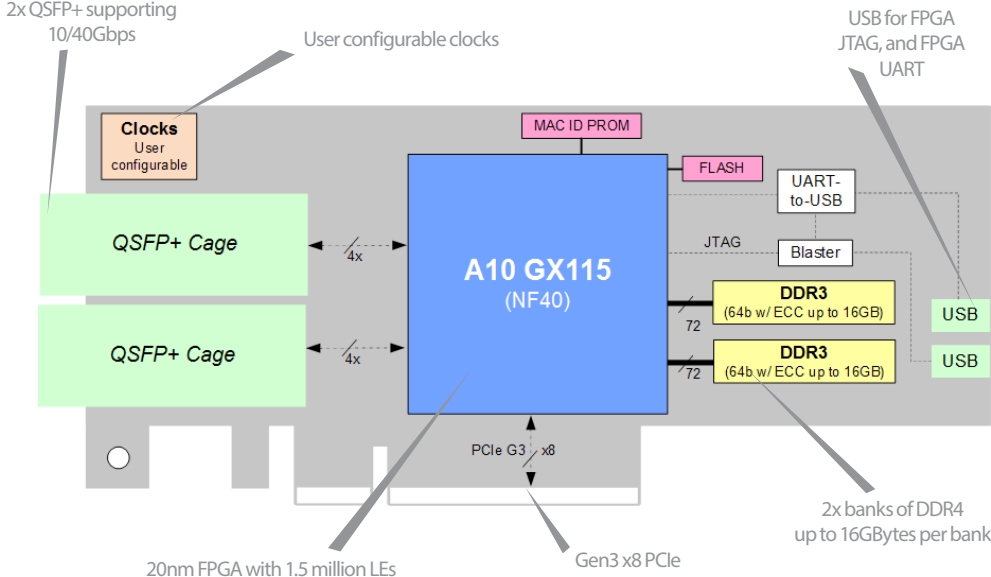 2x QSFP+ supporting
10/40Gbps
User configurable clocks
USB for FPGA
JTAG, and FPGA
UART
Clocks
User
configurable
MAC ID PROM
FLASH
UART-
to-USB
QSFP+ Cage
4x
A10 GX115
(NF40)
JTAG
Blaster
DDR3
(64b w/ ECC up to 16GB)
72
USB
QSFP+ Cage
4x
DDR3
(64b w/ ECC up to 16GB)
72
USB
PCIe G3
x8
2x banks of DDR4
up to 16GBytes per bank
20nm FPGA with 1.5 million LEs
Gen3 x8 PCIe